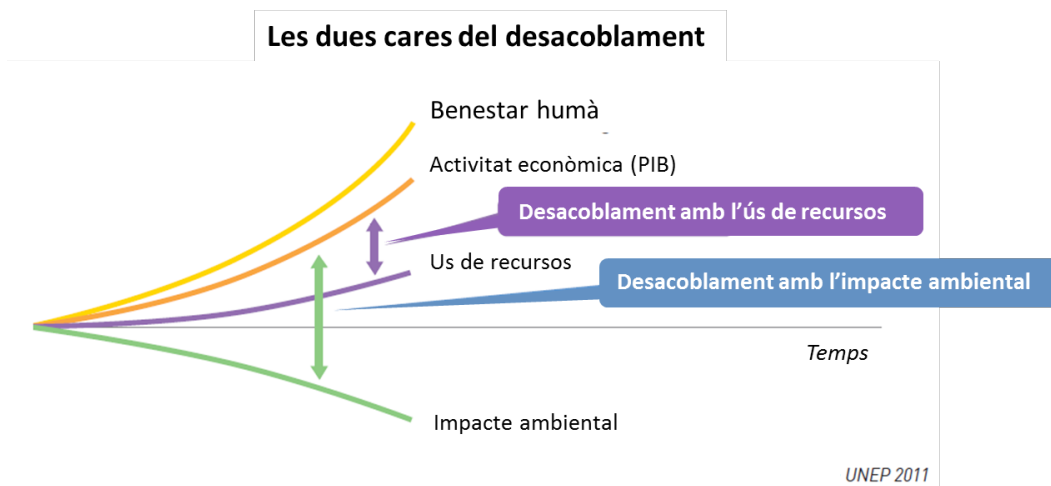 Les dues cares del desacoblament
Benestar humà
Activitat econòmica (PIB)
Desacoblament amb l'ús de recursos
Us de recursos
Desacoblament amb l'impacte ambiental
Temps
Impacte ambiental
UNEP 2011